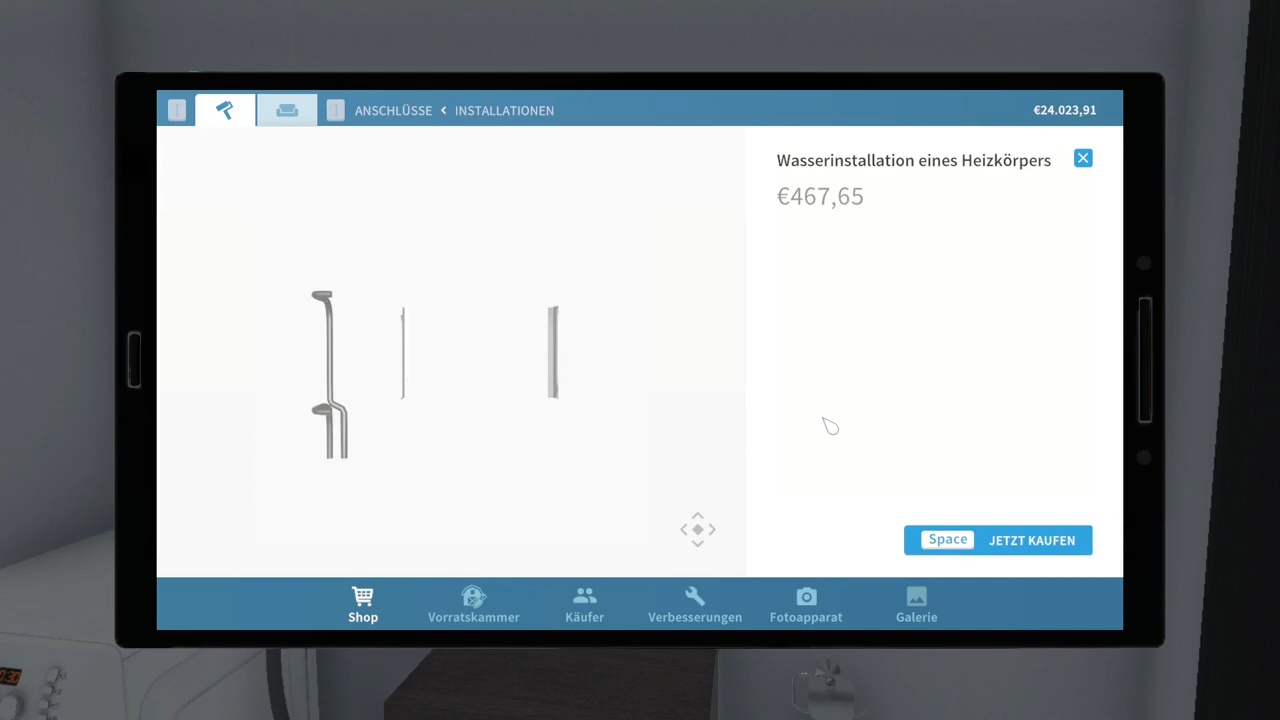 ANSCHLÜSSE < INSTALLATIONEN
€24.023,91
Wasserinstallation eines Heizkörpers
€467,65
Space JETZT KAUFEN
Shop
Vorratskammer
Käufer
Verbesserungen
Fotoapparat
Galerie